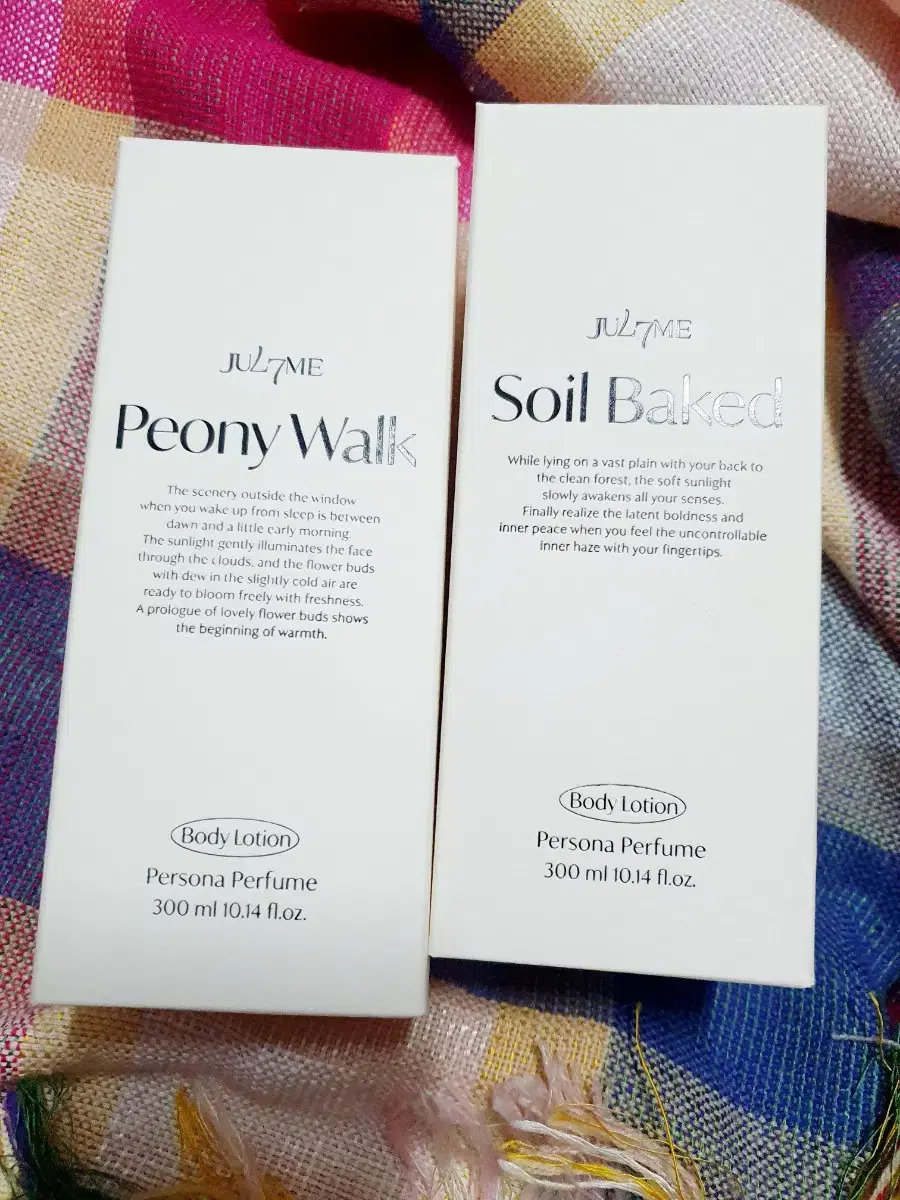 JUL7ME
Peony Walk
The scenery outside the window
when you wake up from sleep is between
dawn and a little early morning.
The sunlight gently illuminates the face
through the clouds, and the flower buds
with dew in the slightly cold air are
ready to bloom freely with freshness.
A prologue of lovely flower buds shows
the beginning of warmth.
Body Lotion
Persona Perfume
300 ml 10.14 fl.oz.
JUL7ME
Soil Baked
While lying on a vast plain with your back to
the clean forest, the soft sunlight
slowly awakens all your senses.
Finally realize the latent boldness and
inner peace when you feel the uncontrollable
inner haze with your fingertips.
Body Lotion
Persona Perfume
300 ml 10.14 fl.oz.